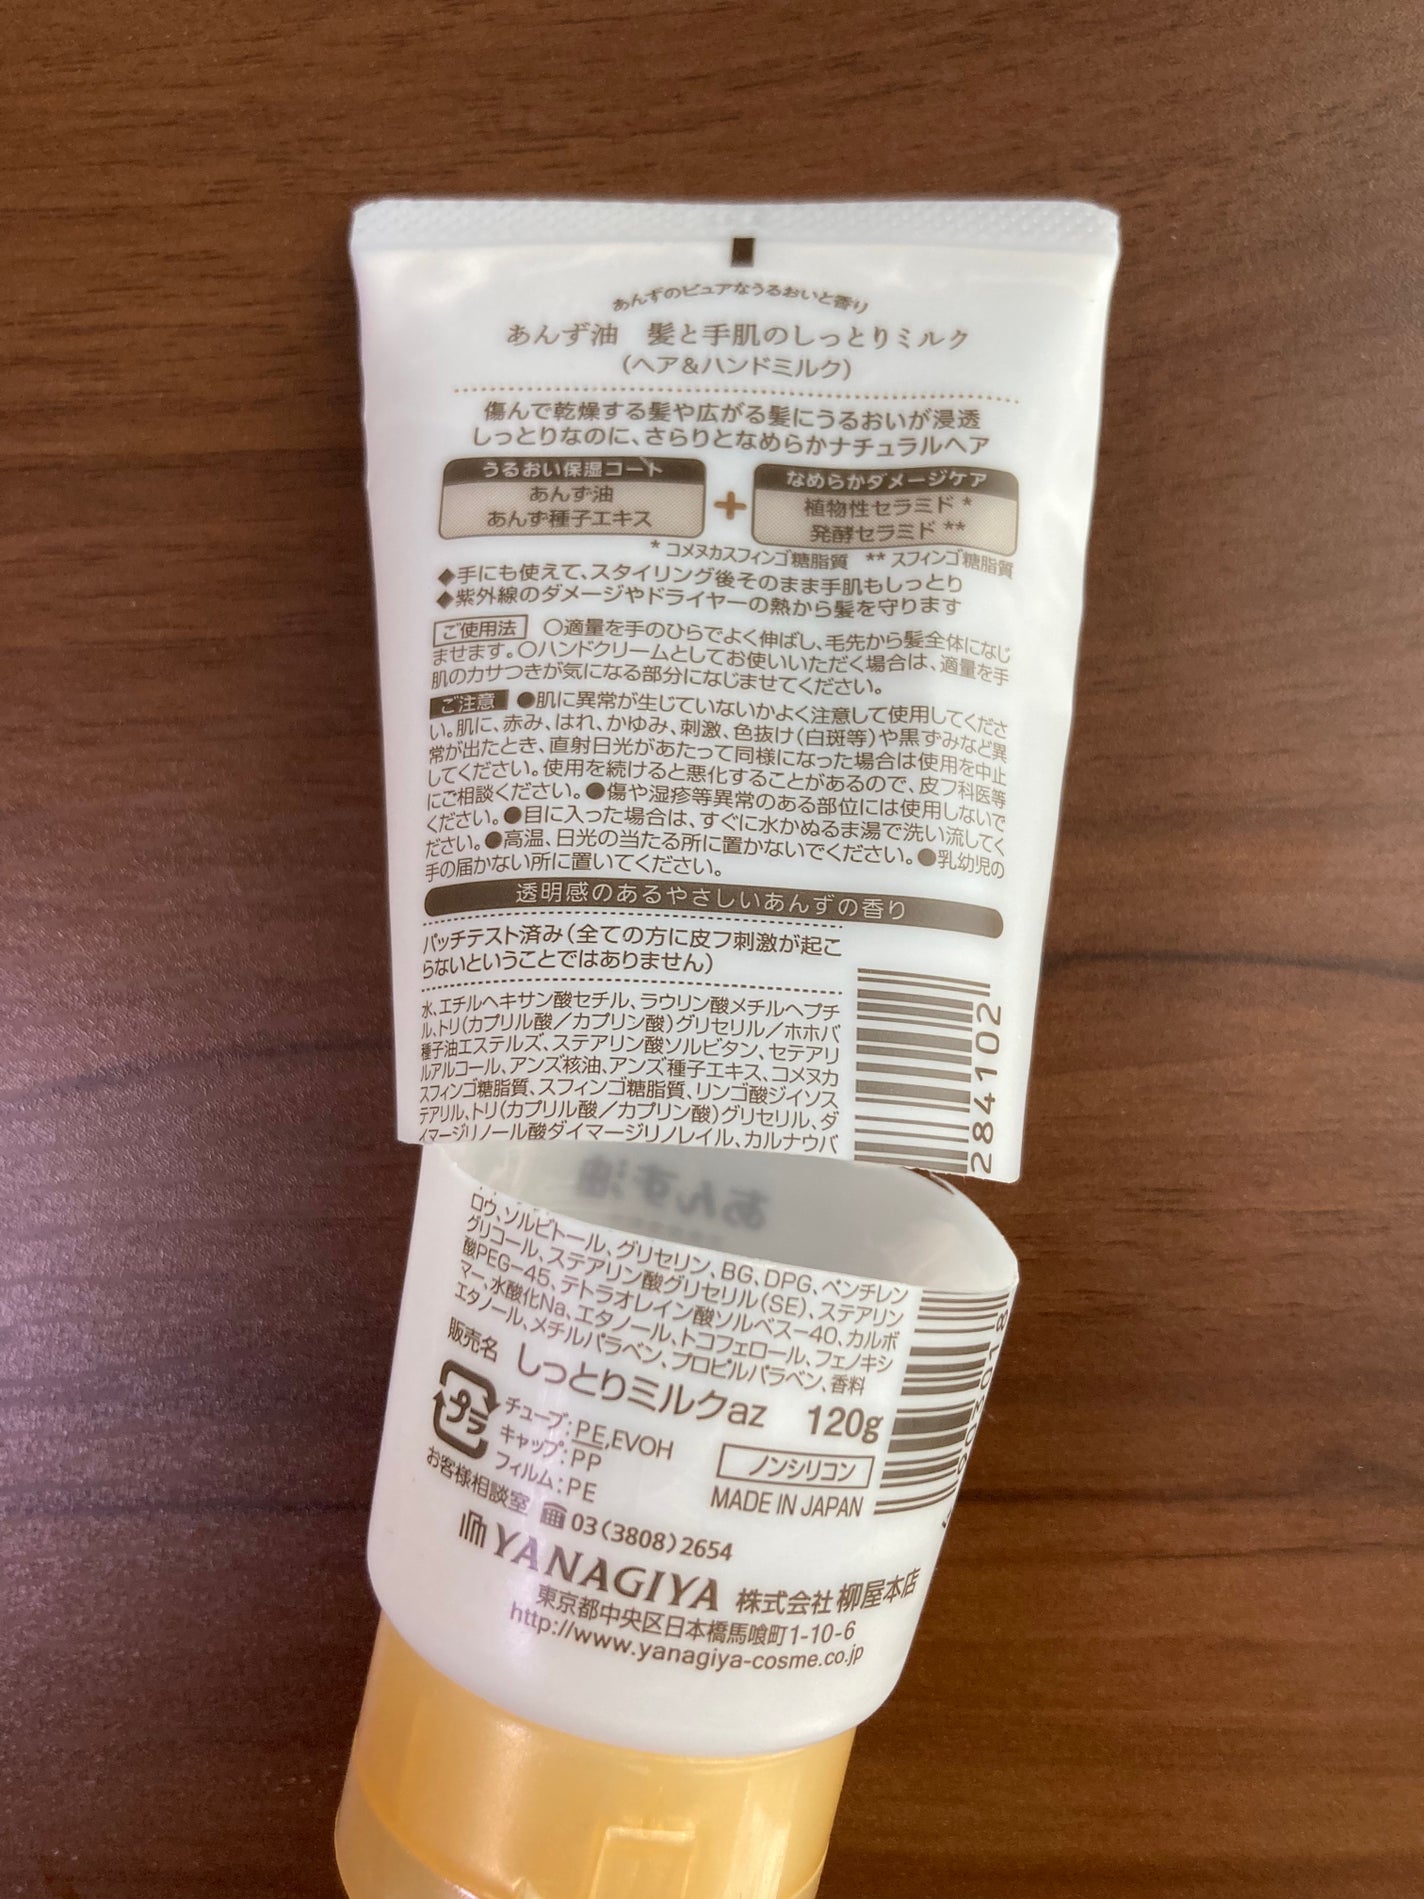 あんずのピュアなうるおいと香り
あんず油 髪と手肌のしっとりミルク
(ヘア&ハンドミルク)
傷んで乾燥する髪や広がる髪にうるおいが浸透
しっとりなのに、さらりとなめらかナチュラルヘア
うるおい保湿コート
あんず油
あんず種子エキス
+
なめらかダメージケア
植物性セラミド*
発酵セラミド**
* コメヌカスフィンゴ糖脂質 ** スフィンゴ糖脂質
◆手にも使えて、スタイリング後そのまま手肌もしっとり
◆紫外線のダメージやドライヤーの熱から髪を守ります
ご使用法 ○適量を手のひらでよく伸ばし、毛先から髪全体になじ
ませます。○ハンドクリームとしてお使いいただく場合は、適量を手
肌のカサつきが気になる部分になじませてください。
ご注意 ●肌に異常が生じていないかよく注意して使用してくださ
い。肌に、赤み、はれ、かゆみ、刺激、色抜け(白斑等)や黒ずみなど異
常が出たとき、直射日光があたって同様になった場合は使用を中止
してください。使用を続けると悪化することがあるので、皮フ科医等
にご相談ください。●傷や湿疹等異常のある部位には使用しないで
ください。●目に入った場合は、すぐに水かぬるま湯で洗い流してく
ださい。●高温、日光の当たる所に置かないでください。●乳幼児の
手の届かない所に置いてください。
透明感のあるやさしいあんずの香り
パッチテスト済み(全ての方に皮フ刺激が起こ
らないということではありません)
水、エチルヘキサン酸セチル、ラウリン酸メチルヘプチ
ル、トリ(カプリル酸/カプリン酸)グリセリル/ホホバ
種子油エステルズ、ステアリン酸ソルビタン、セテアリ
ルアルコール、アンズ核油、アンズ種子エキス、コメヌカ
スフィンゴ糖脂質、スフィンゴ糖脂質、リンゴ酸ジイソス
テアリル、トリ(カプリル酸/カプリン酸)グリセリル、ダ
イマージリノール酸ダイマージリノレイル、カルナウバ
284102
あんず油
ロウ、ソルビトール、グリセリン、BG、DPG、ペンチレン
グリコール、ステアリン酸グリセリル(SE)、ステアリン
酸PEG-45、テトラオレイン酸ソルベス-40、カルボ
マー、水酸化Na、エタノール、トコフェロール、フェノキシ
エタノール、メチルパラベン、プロピルパラベン、香料
販売名 しっとりミルクaz 120g
プラ
チューブ:PE,EVOH
キャップ:PP
フィルム:PE
ノンシリコン
MADE IN JAPAN
お客様相談室 ☎ 03(3808)2654
YANAGIYA 株式会社 柳屋本店
東京都中央区日本橋馬喰町1-10-6
http://www.yanagiya-cosme.co.jp